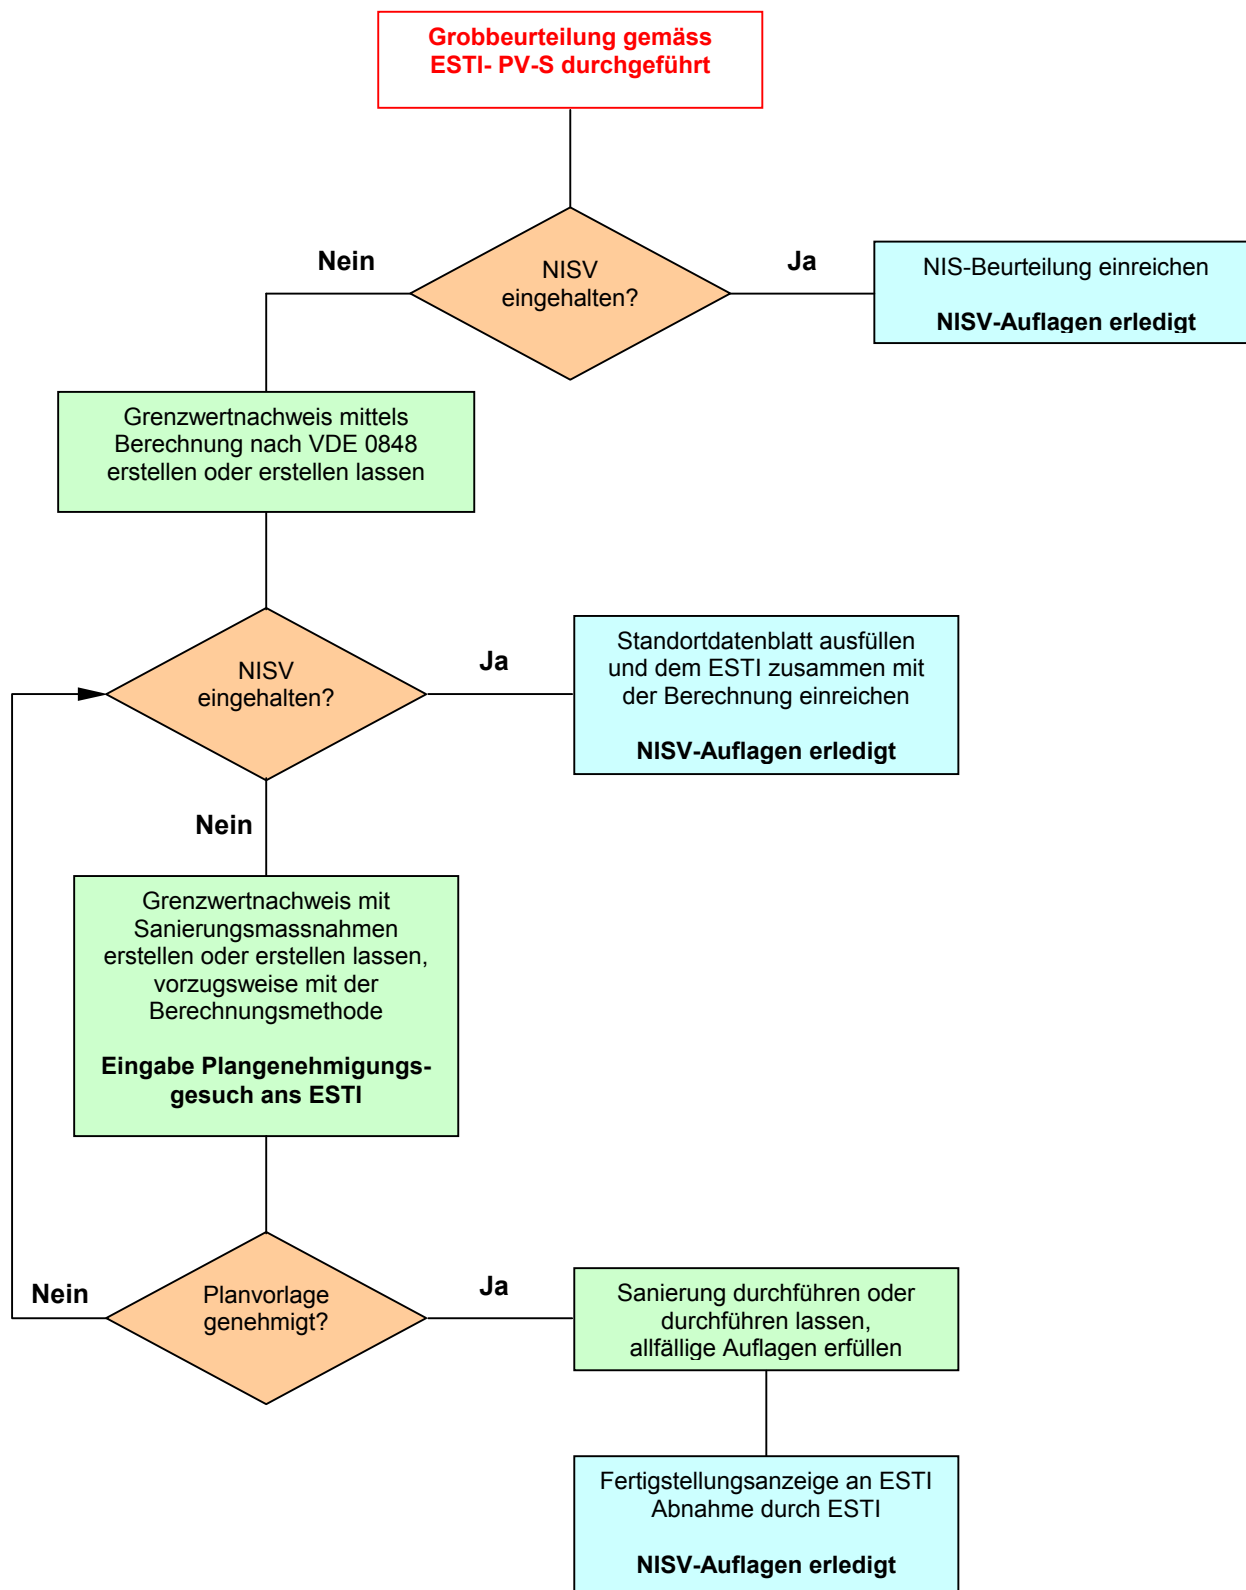 Grobbeurteilung gemäss
ESTI- PV-S durchgeführt
Nein
NISV
eingehalten?
Ja
NIS-Beurteilung einreichen
NISV-Auflagen erledigt
Grenzwertnachweis mittels
Berechnung nach VDE 0848
erstellen oder erstellen lassen
NISV
eingehalten?
Ja
Standortdatenblatt ausfüllen
und dem ESTI zusammen mit
der Berechnung einreichen
NISV-Auflagen erledigt
Nein
Grenzwertnachweis mit
Sanierungsmassnahmen
erstellen oder erstellen lassen,
vorzugsweise mit der
Berechnungsmethode
Eingabe Plangenehmigungs-
gesuch ans ESTI
Nein
Planvorlage
genehmigt?
Ja
Sanierung durchführen oder
durchführen lassen,
allfällige Auflagen erfüllen
Fertigstellungsanzeige an ESTI
Abnahme durch ESTI
NISV-Auflagen erledigt